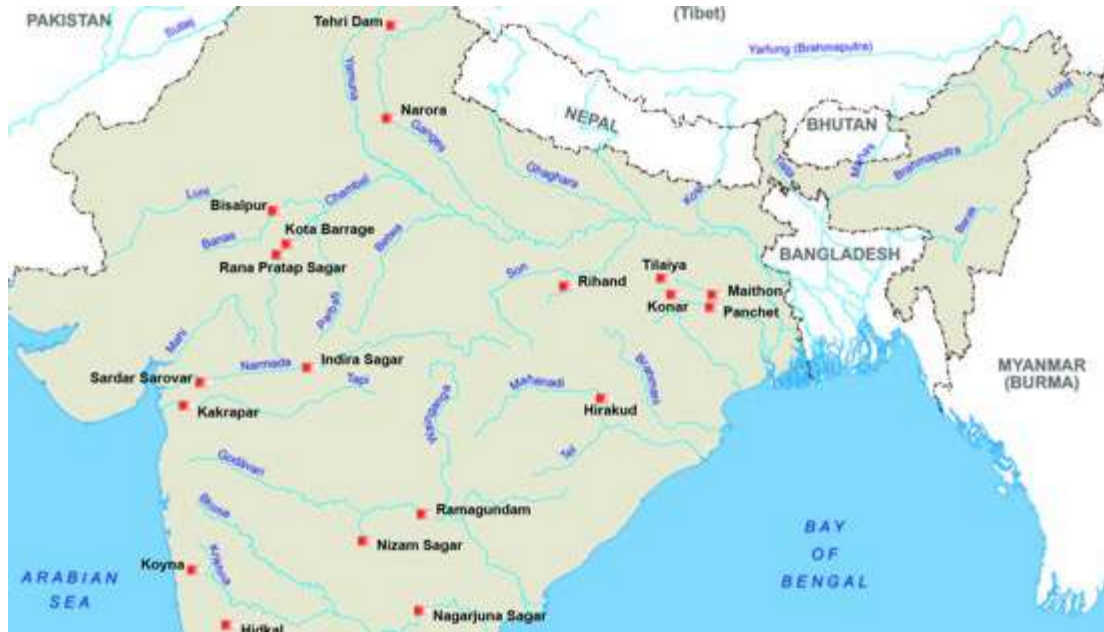 (Tibet)
PAKISTAN
Tehri Dam
Sutlej
Yarlung (Brahmaputra)
Yamuna
Lohit
Narora
NEPAL
BHUTAN
Ganges
Manas
Brahmaputra
Tista
Ghaghara
Chambal
Luni
Kosi
Bisalpur
Barak
Banas
Kota Barrage
Betwa
BANGLADESH
Rana Pratap Sagar
Son
Tilaiya
Rihand
Maithon
Konar
Panchet
Parbati
Mahi
Narmada
Indira Sagar
MYANMAR
(BURMA)
Sardar Sarovar
Tapi
Mahanadi
Brahmani
Kakrapar
Wainganga
Hirakud
Tel
Godavari
Bhima
Ramagundam
BAY
OF
BENGAL
Nizam Sagar
Koyna
Krishna
ARABIAN
SEA
Nagarjuna Sagar
Hidkal